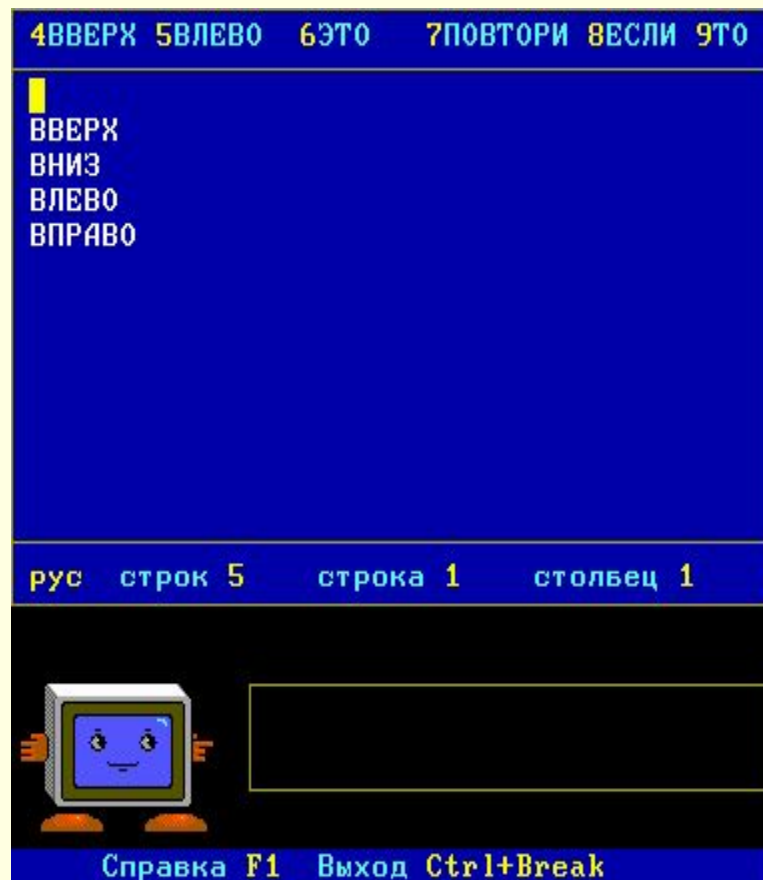 4ВВЕРХ 5ВЛЕВО 6ЭТО 7ПОВТОРИ 8ЕСЛИ 9ТО
ВВЕРХ
ВНИЗ
ВЛЕВО
ВПРАВО
рус строк 5 строка 1 столбец 1
Справка F1 Выход Ctrl+Break